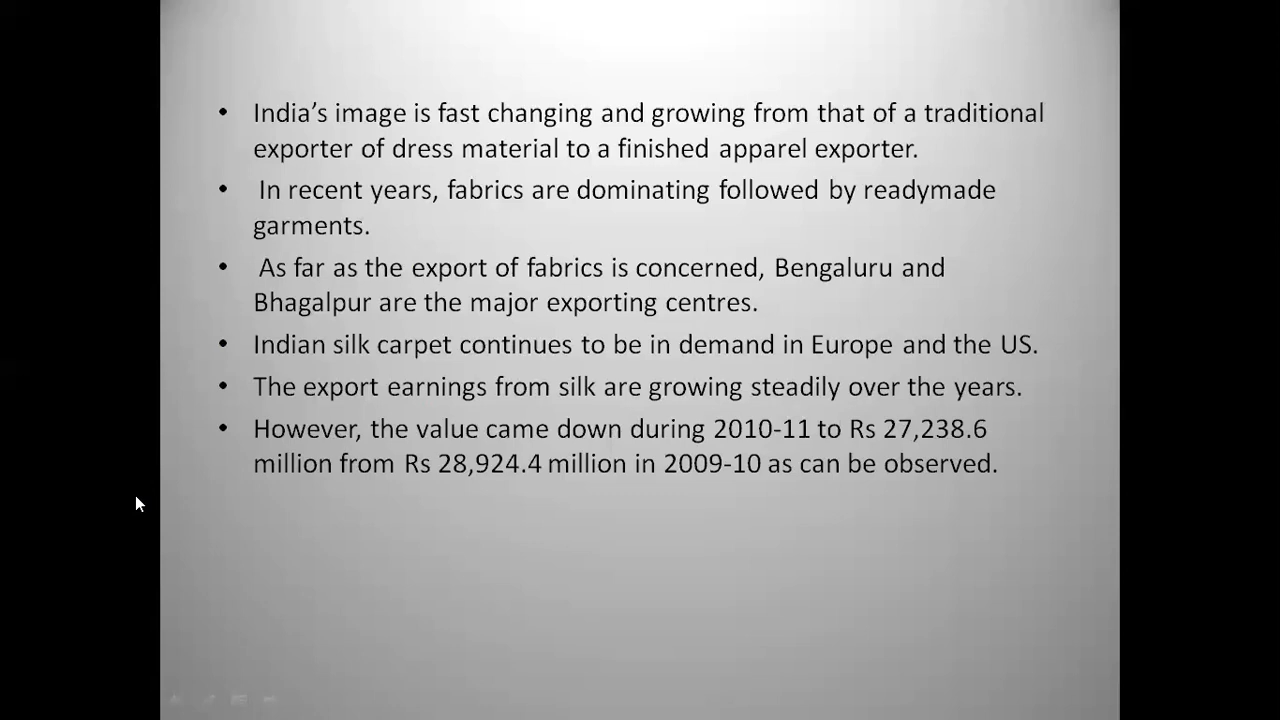 • India's image is fast changing and growing from that of a traditional
exporter of dress material to a finished apparel exporter.
• In recent years, fabrics are dominating followed by readymade
garments.
• As far as the export of fabrics is concerned, Bengaluru and
Bhagalpur are the major exporting centres.
• Indian silk carpet continues to be in demand in Europe and the US.
• The export earnings from silk are growing steadily over the years.
• However, the value came down during 2010-11 to Rs 27,238.6
million from Rs 28,924.4 million in 2009-10 as can be observed.